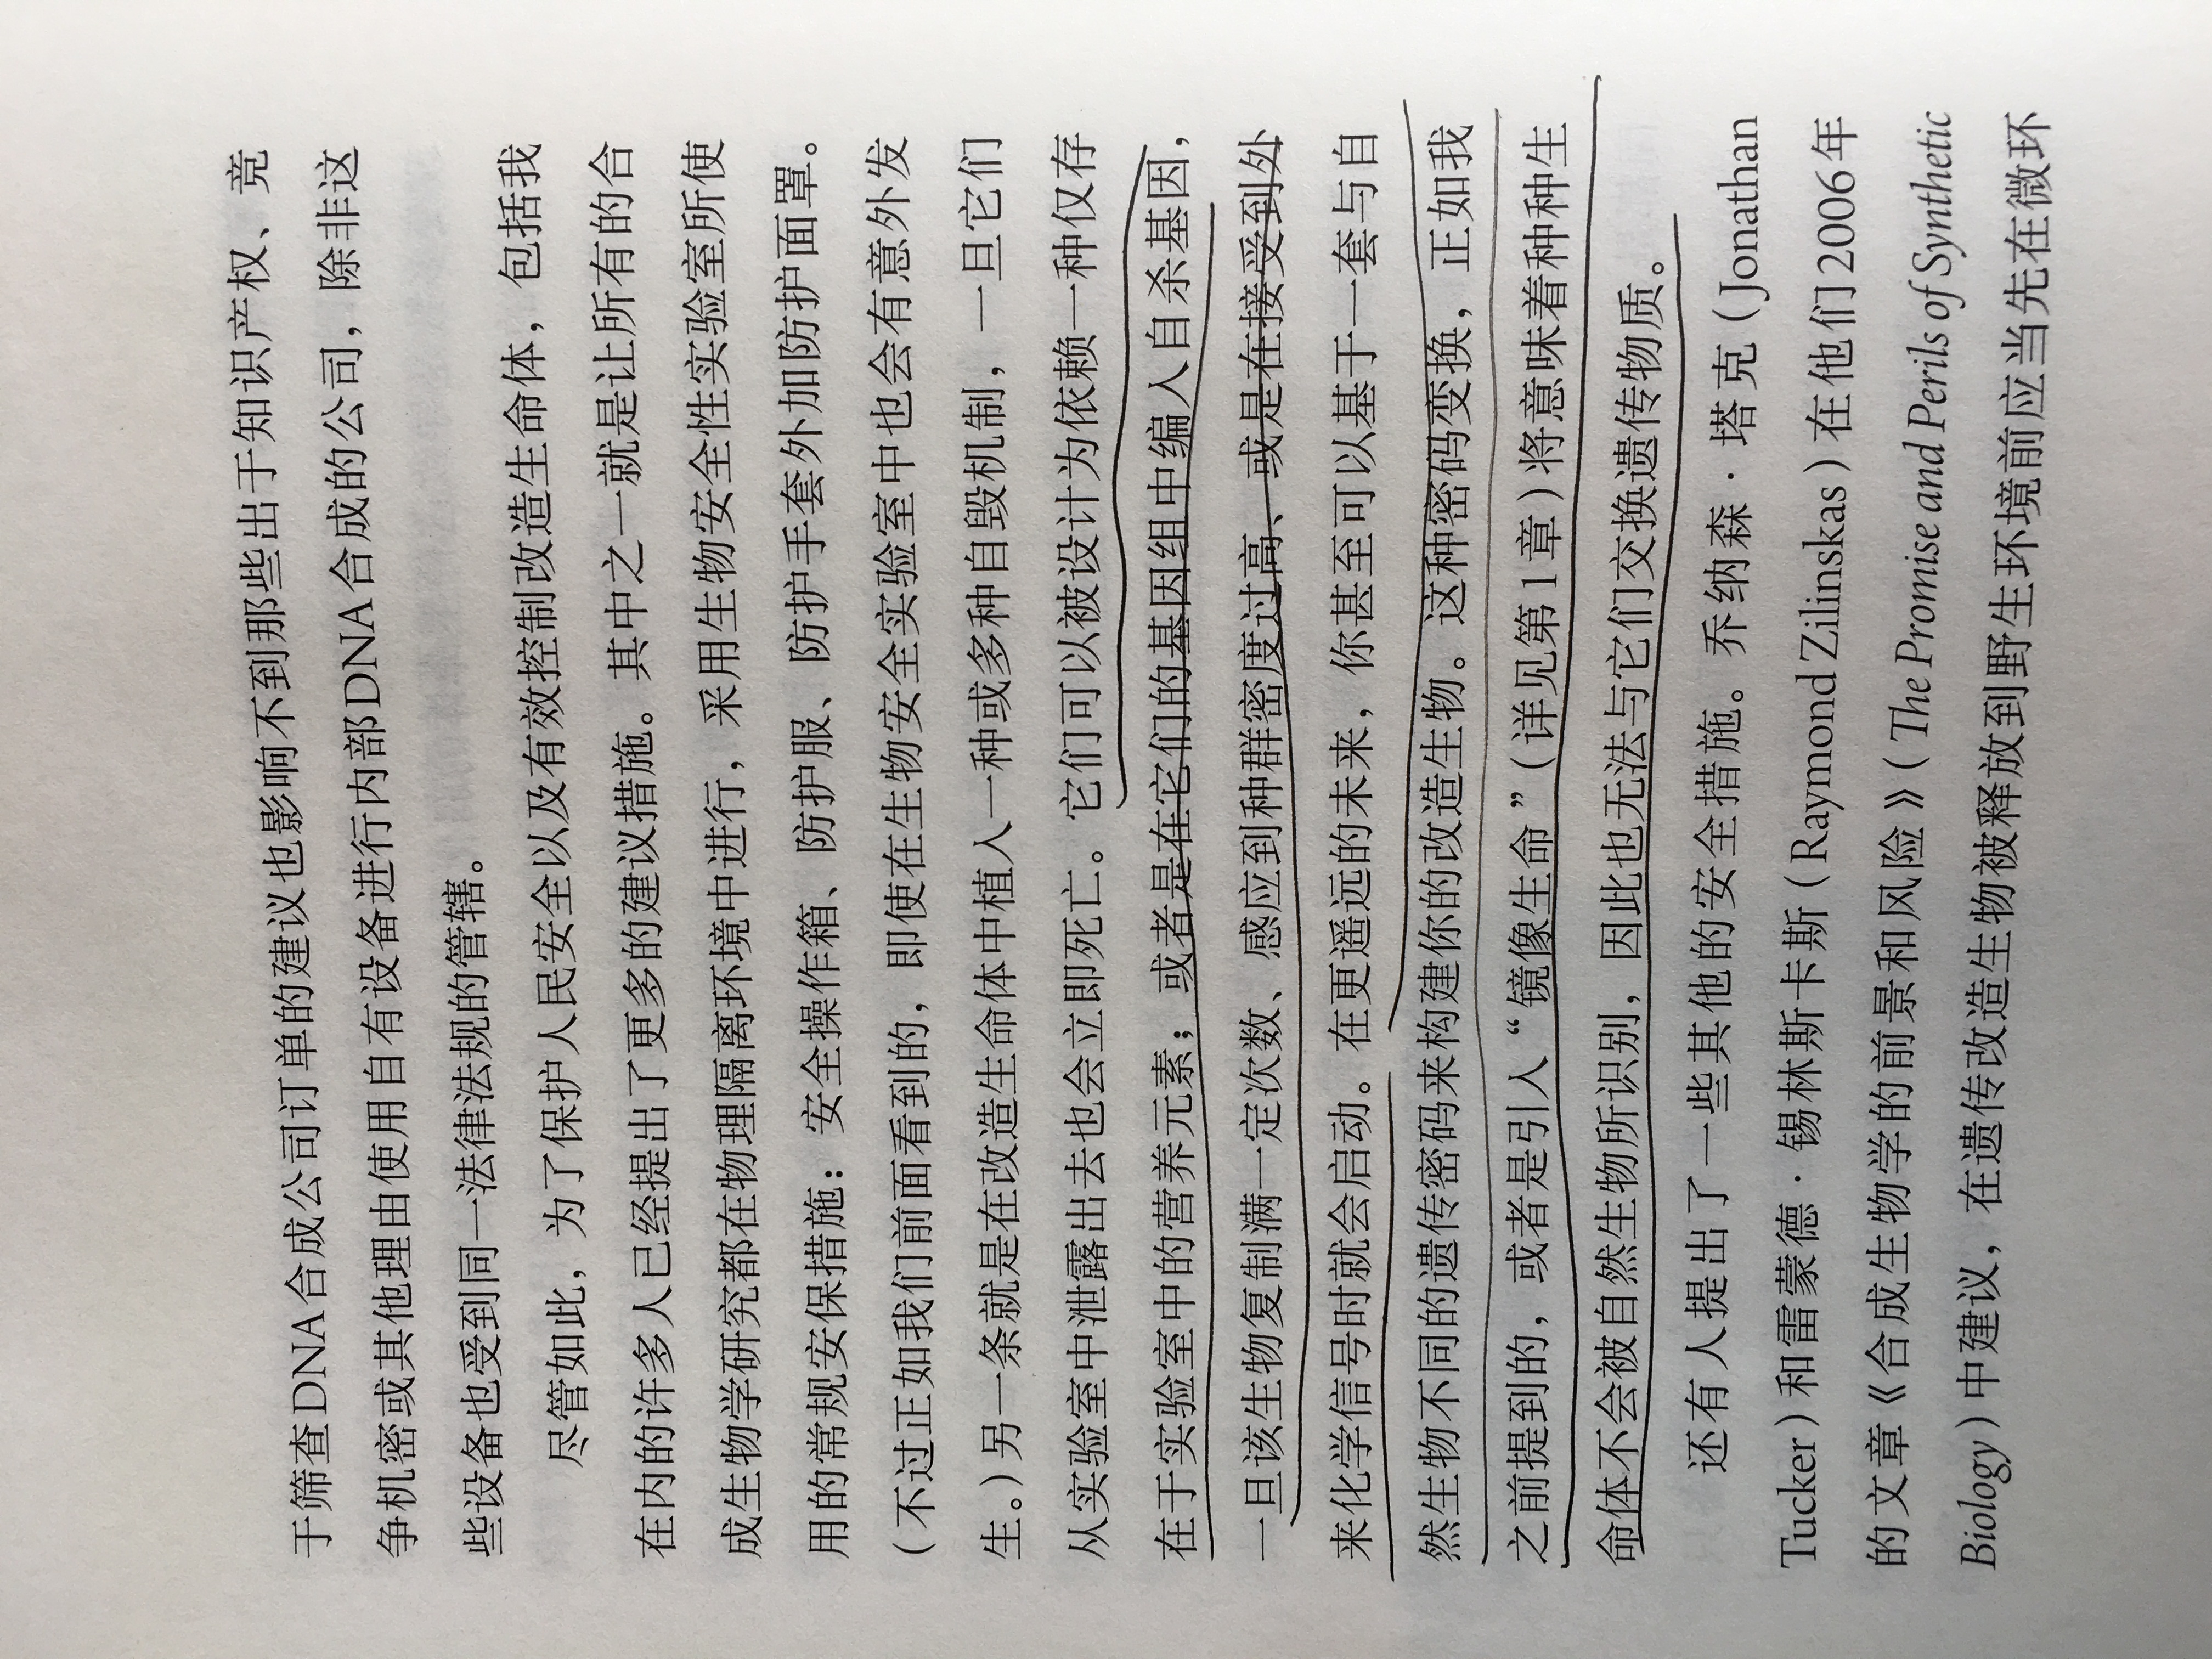 于筛查DNA合成公司订单的建议也影响不到那些出于知识产权、竞
争机密或其他理由使用自有设备进行内部DNA合成的公司，除非这
些设备也受到同一法律法规的管辖。
尽管如此，为了保护人民安全以及有效控制改造生命体，包括我
在内的许多人已经提出了更多的建议措施。其中之一就是让所有的合
成生物学研究都在物理隔离环境中进行，采用生物安全性实验室所使
用的常规安保措施：安全操作箱、防护服、防护手套外加防护面罩。
（不过正如我们前面看到的，即使在生物安全实验室中也会有意外发
生。）另一条就是在改造生命体中植入一种或多种自毁机制，一旦它们
从实验室中泄露出去也会立即死亡。它们可以被设计为依赖一种仅存
在于实验室中的营养元素；或者是在它们的基因组中编入自杀基因，
一旦该生物复制满一定次数、感应到种群密度过高、或是在接受到外
来化学信号时就会启动。在更遥远的未来，你甚至可以基于一套与自
然生物不同的遗传密码来构建你的改造生物。这种密码变换，正如我
之前提到的，或者是引入“镜像生命”（详见第1章）将意味着种种生
命体不会被自然生物所识别，因此也无法与它们交换遗传物质。
还有人提出了一些其他的安全措施。乔纳森·塔克（Jonathan
Tucker）和雷蒙德·锡林斯卡斯（Raymond Zilinskas）在他们2006年
的文章《合成生物学的前景和风险》（The Promise and Perils of Synthetic
Biology）中建议，在遗传改造生物被释放到野生环境前应当先在微环